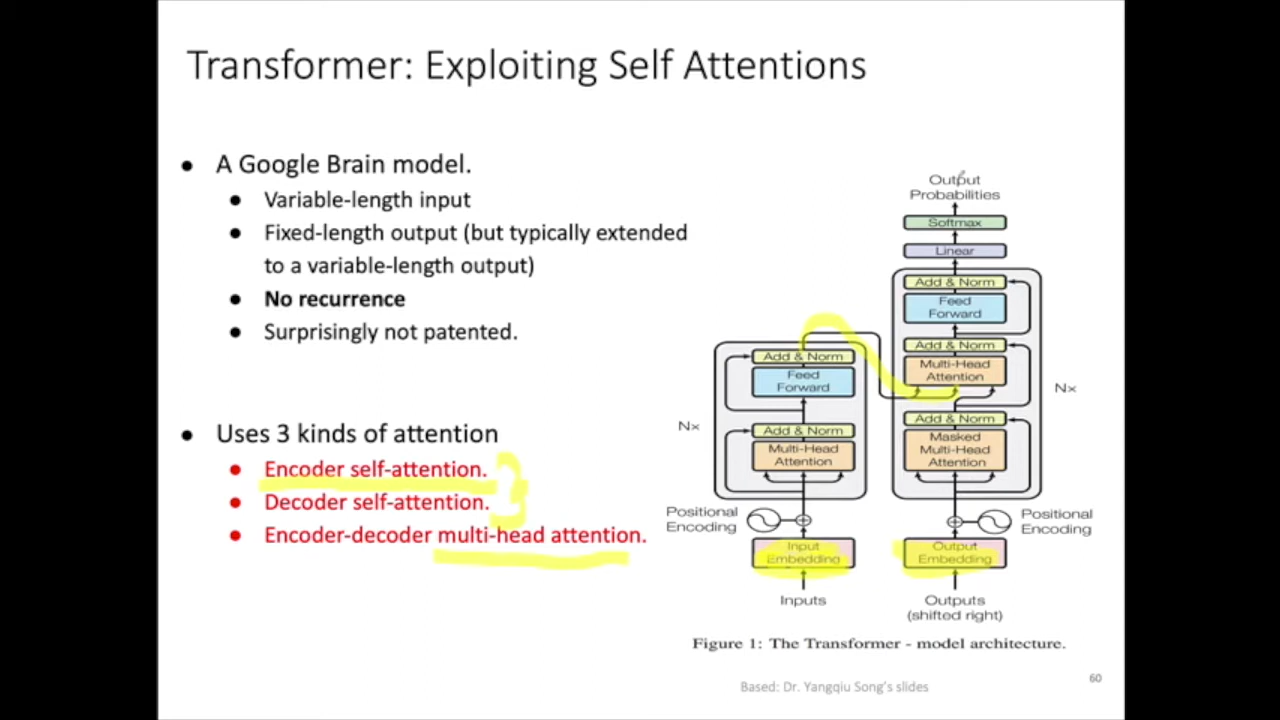 Transformer: Exploiting Self Attentions
● A Google Brain model.
● Variable-length input
● Fixed-length output (but typically extended
to a variable-length output)
● No recurrence
● Surprisingly not patented.
● Uses 3 kinds of attention
● Encoder self-attention.
● Decoder self-attention.
● Encoder-decoder multi-head attention.
Output
Probabilities
Softmax
Linear
Add & Norm
Feed
Forward
Add & Norm
Multi-Head
Attention
Nx
Add & Norm
Masked
Multi-Head
Attention
Add & Norm
Feed
Forward
Nx
Add & Norm
Multi-Head
Attention
Positional
Encoding
Positional
Encoding
Input
Embedding
Output
Embedding
Inputs
Outputs
(shifted right)
Figure 1: The Transformer - model architecture.
Based: Dr. Yangqiu Song's slides
60